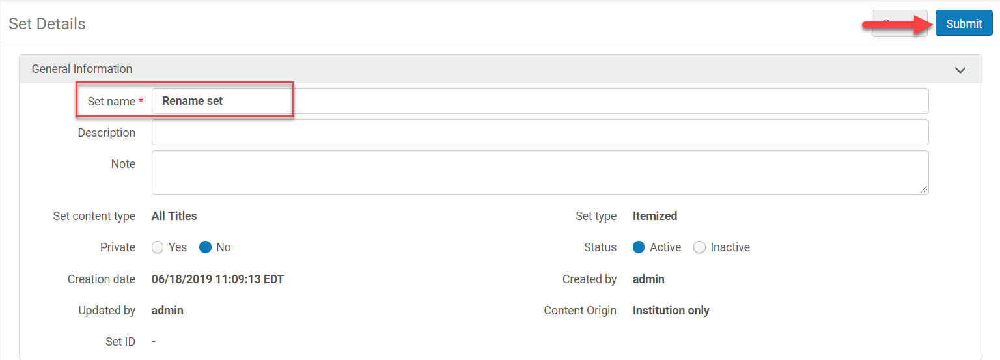 Set Details
Submit
General Information
Set name * Rename set
Description
Note
Set content type All Titles Set type Itemized
Private Yes No Status Active Inactive
Creation date 06/18/2019 11:09:13 EDT Created by admin
Updated by admin Content Origin Institution only
Set ID -